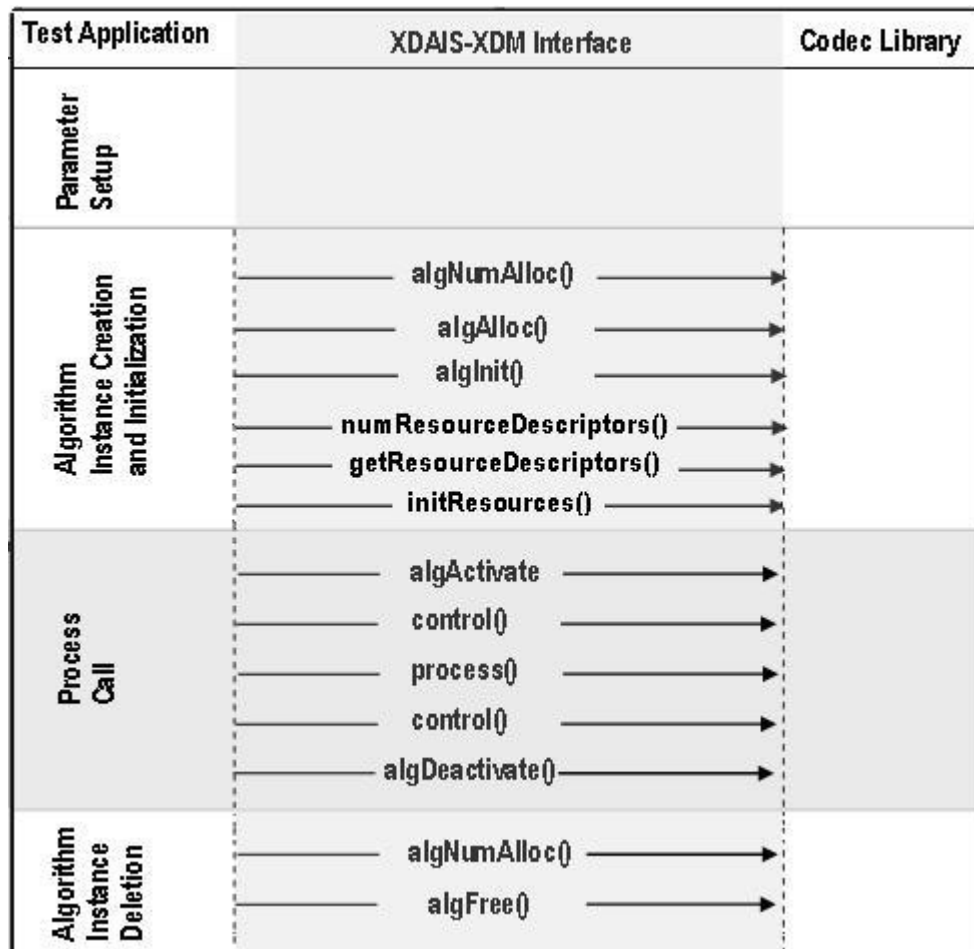 Test Application
XDAIS-XDM Interface
Codec Library
Parameter
Setup
Algorithm
Instance Creation
and Initialization
algNumAlloc()
algAlloc()
algInit()
numResourceDescriptors()
getResourceDescriptors()
initResources()
Process
Call
algActivate
control()
process()
control()
algDeactivate()
Algorithm
Instance
Deletion
algNumAlloc()
algFree()